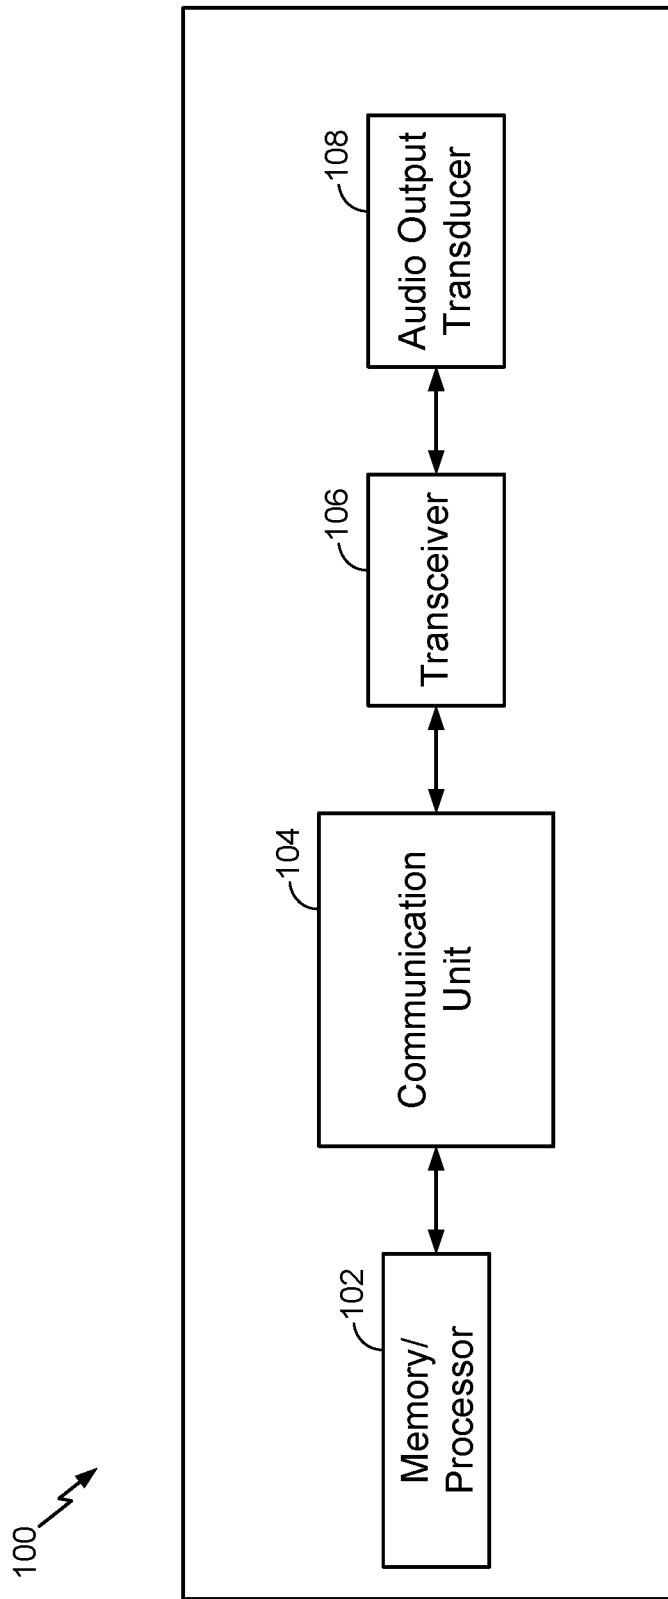 100
102
Memory/
Processor
104
Communication
Unit
106
Transceiver
108
Audio Output
Transducer